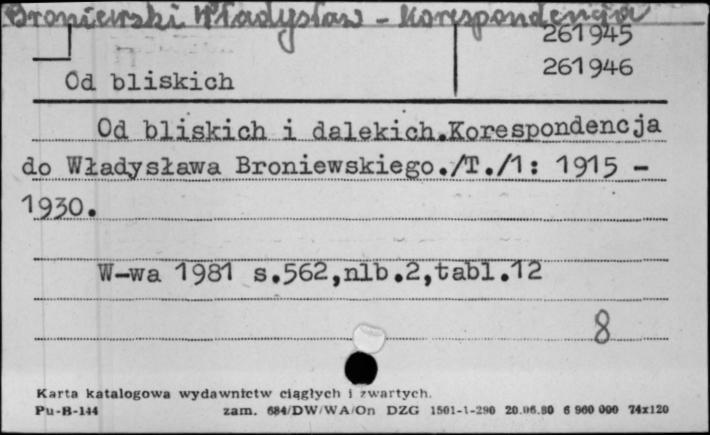 Broniewski Władysław - korespondencja
261945
261946
Od bliskich
Od bliskich i dalekich.Korespondencja
do Władysława Broniewskiego./T./1: 1915 -
1930.
W-wa 1981 s.562,nlb.2,tabl.12
8
Karta katalogowa wydawnictw ciągłych i zwartych.
Pu-B-144 zam. 684/DW/WA/On DZG 1501-1-290 20.06.80 6 960 000 74x120